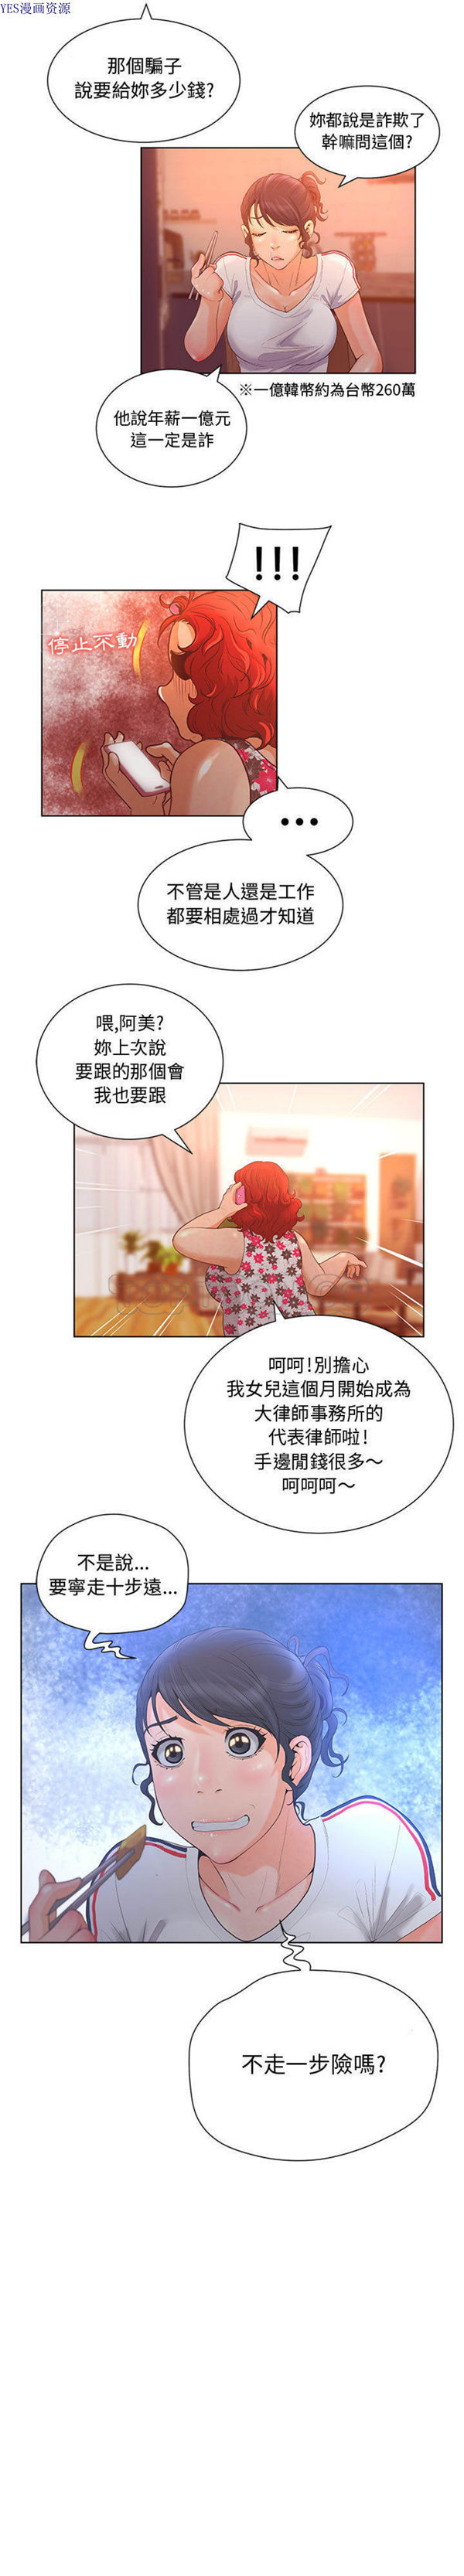 YES漫画资源
那個騙子
說要給妳多少錢?
妳都說是詐欺了
幹嘛問這個?
※一億韓幣約為台幣260萬
他說年薪一億元
這一定是詐
!!!
停止不動
•••
不管是人還是工作
都要相處過才知道
喂,阿美?
妳上次說
要跟的那個會
我也要跟
呵呵!別擔心
我女兒這個月開始成為
大律師事務所的
代表律師啦!
手邊閒錢很多～
呵呵呵～
不是說...
要寧走十步遠...
不走一步險嗎?